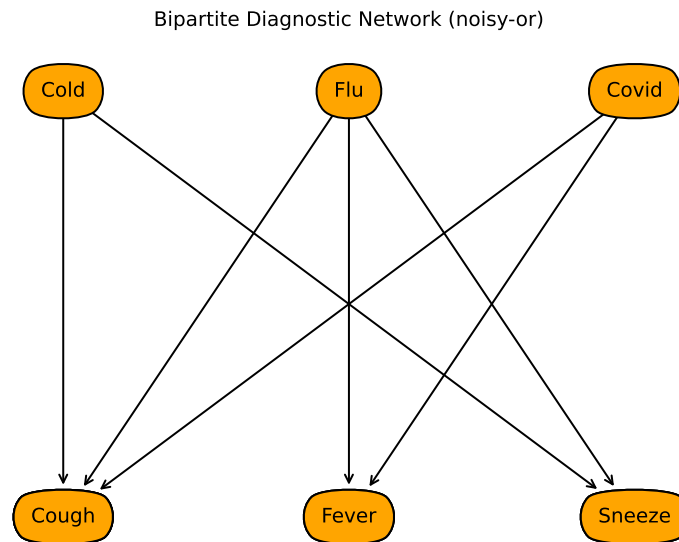 Bipartite Diagnostic Network (noisy-or)
Cold
Flu
Covid
Cough
Fever
Sneeze